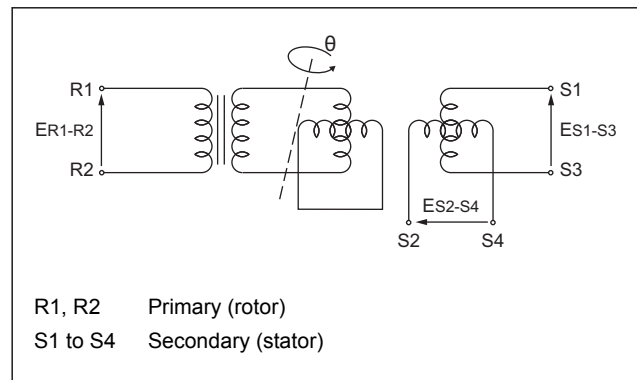 θ
R1
S1
ER1-R2
ES1-S3
R2
S3
ES2-S4
S2
S4
R1, R2 Primary (rotor)
S1 to S4 Secondary (stator)